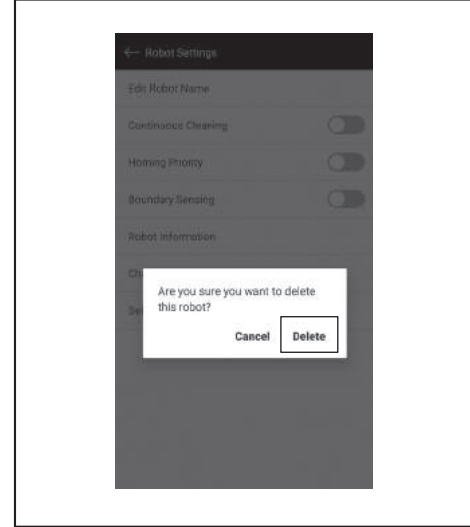 ← Robot Settings
Edit Robot Name
Continuous Cleaning
Homing Priority
Boundary Sensing
Robot Information
Are you sure you want to delete
this robot?
Cancel Delete